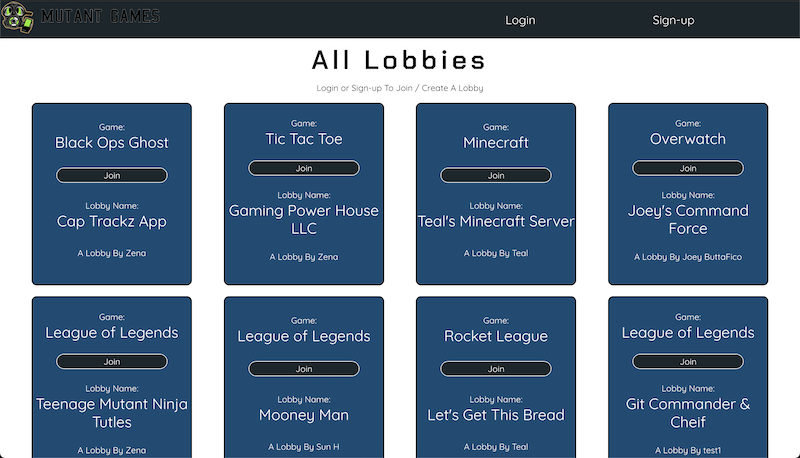 MUTANT GAMES
Login
Sign-up
All Lobbies
Login or Sign-up To Join / Create A Lobby
Game:
Black Ops Ghost
Join
Lobby Name:
Cap Trackz App
A Lobby By Zena
Game:
Tic Tac Toe
Join
Lobby Name:
Gaming Power House
LLC
A Lobby By Zena
Game:
Minecraft
Join
Lobby Name:
Teal's Minecraft Server
A Lobby By Teal
Game:
Overwatch
Join
Lobby Name:
Joey's Command
Force
A Lobby By Joey ButtaFico
Game:
League of Legends
Join
Lobby Name:
Teenage Mutant Ninja
Tutles
A Lobby By Zena
Game:
League of Legends
Join
Lobby Name:
Mooney Man
A Lobby By Sun H
Game:
Rocket League
Join
Lobby Name:
Let's Get This Bread
A Lobby By Teal
Game:
League of Legends
Join
Lobby Name:
Git Commander &
Cheif
A Lobby By test1